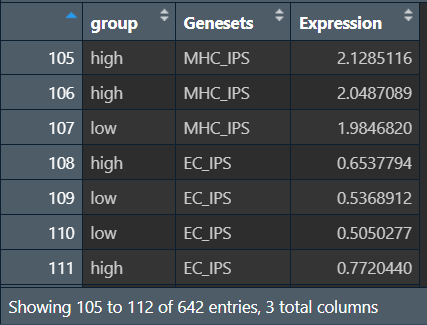 group Genesets Expression
105 high MHC_IPS 2.1285116
106 high MHC_IPS 2.0487089
107 low MHC_IPS 1.9846820
108 high EC_IPS 0.6537794
109 low EC_IPS 0.5368912
110 low EC_IPS 0.5050277
111 high EC_IPS 0.7720440
Showing 105 to 112 of 642 entries, 3 total columns